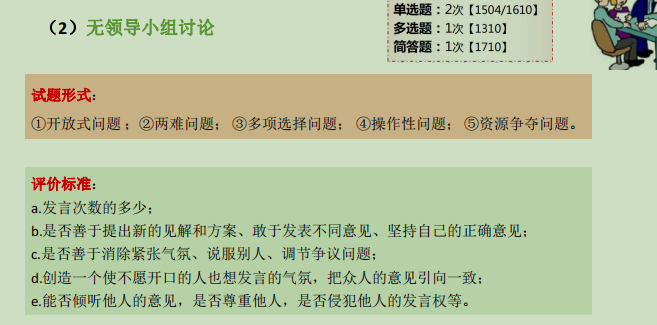 （2）无领导小组讨论
单选题：2次【1504/1610】
多选题：1次【1310】
简答题：1次【1710】
试题形式：
①开放式问题；②两难问题； ③多项选择问题； ④操作性问题； ⑤资源争夺问题。
评价标准：
a.发言次数的多少；
b.是否善于提出新的见解和方案、敢于发表不同意见、坚持自己的正确意见；
c.是否善于消除紧张气氛、说服别人、调节争议问题；
d.创造一个使不愿开口的人也想发言的气氛，把众人的意见引向一致；
e.能否倾听他人的意见，是否尊重他人，是否侵犯他人的发言权等。